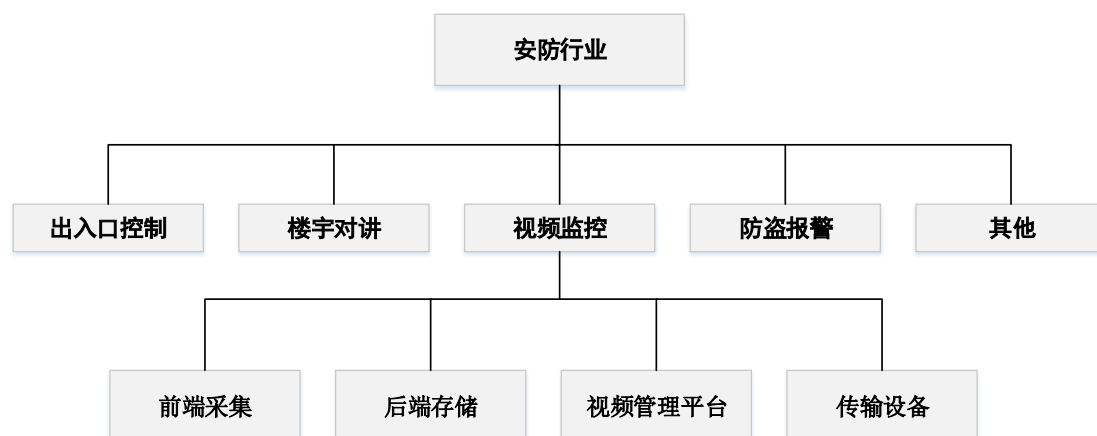 安防行业
出入口控制
楼宇对讲
视频监控
防盗报警
其他
前端采集
后端存储
视频管理平台
传输设备